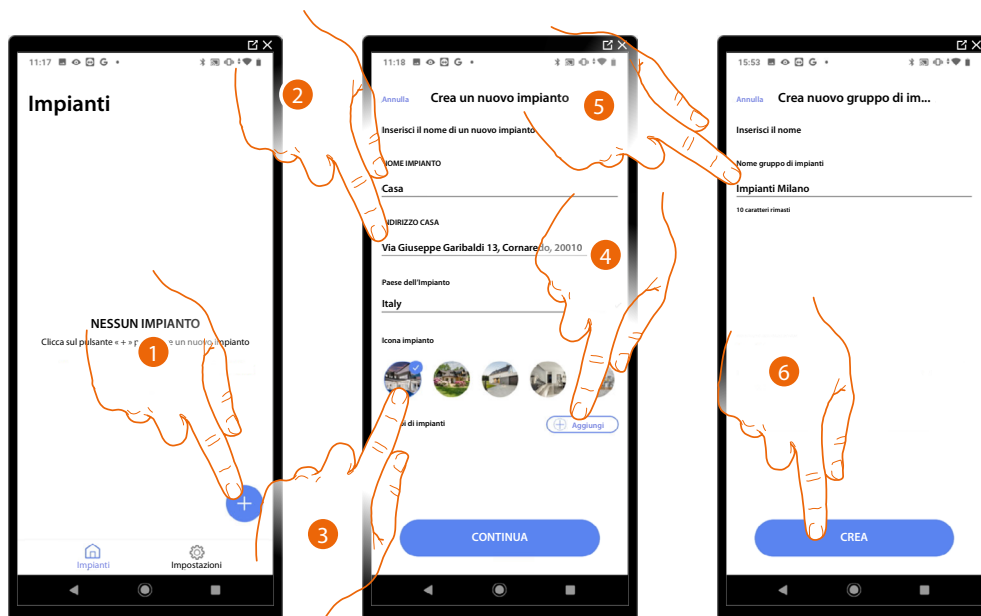 11:17
Impianti
NESSUN IMPIANTO
Clicca sul pulsante « + » p e un nuovo impianto
1
Impianti
Impostazioni
2
11:18
Annulla
Crea un nuovo impianto
Inserisci il nome di un nuovo impianto
NOME IMPIANTO
Casa
INDIRIZZO CASA
Via Giuseppe Garibaldi 13, Cornaredo, 20010
Paese dell'Impianto
Italy
Icona impianto
di impianti
Aggiungi
CONTINUA
3
4
5
15:53
Annulla
Crea nuovo gruppo di im...
Inserisci il nome
Nome gruppo di impianti
Impianti Milano
10 caratteri rimasti
6
CREA